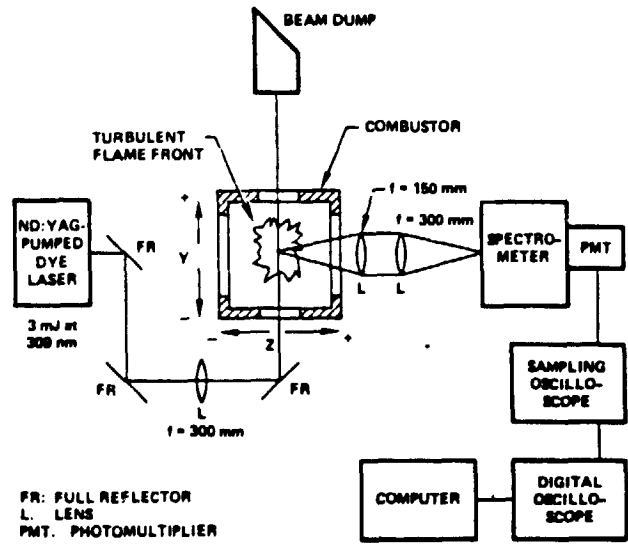 BEAM DUMP
TURBULENT
FLAME FRONT
COMBUSTOR
f = 150 mm
f = 300 mm
ND:YAG-
PUMPED
DYE
LASER
FR
SPECTRO-
METER
PMT
+
Y
−
L
L
3 mJ at
309 nm
− Z +
SAMPLING
OSCILLO-
SCOPE
FR
L
FR
f = 300 mm
COMPUTER
DIGITAL
OSCILLO-
SCOPE
FR: FULL REFLECTOR
L. LENS
PMT. PHOTOMULTIPLIER